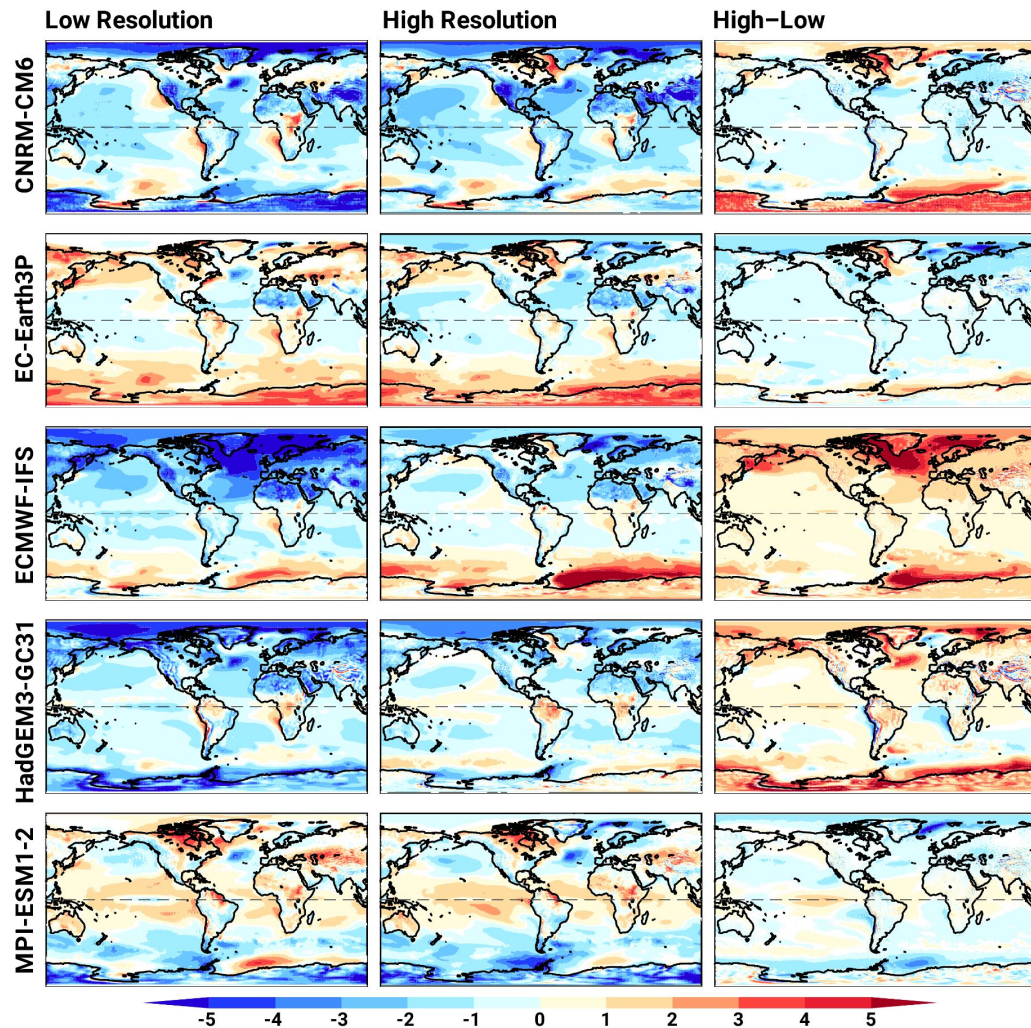 Low Resolution High Resolution High–Low
CNRM-CM6
EC-Earth3P
ECMWF-IFS
HadGEM3-GC31
MPI-ESM1-2
-5 -4 -3 -2 -1 0 1 2 3 4 5